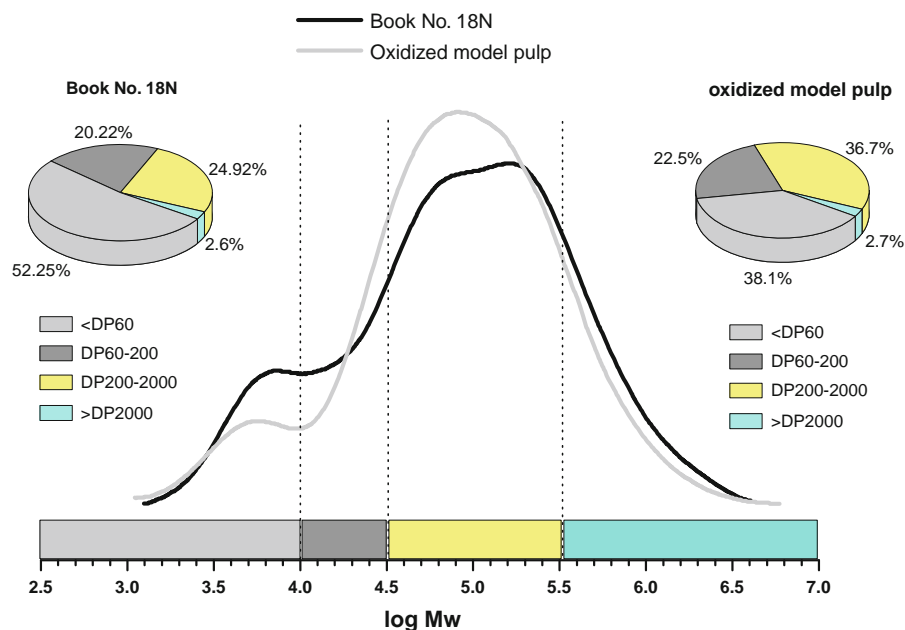 Book No. 18N
Oxidized model pulp
Book No. 18N
20.22%
24.92%
2.6%
52.25%
<DP60
DP60-200
DP200-2000
>DP2000
oxidized model pulp
36.7%
22.5%
2.7%
38.1%
<DP60
DP60-200
DP200-2000
>DP2000
2.5 3.0 3.5 4.0 4.5 5.0 5.5 6.0 6.5 7.0
log Mw